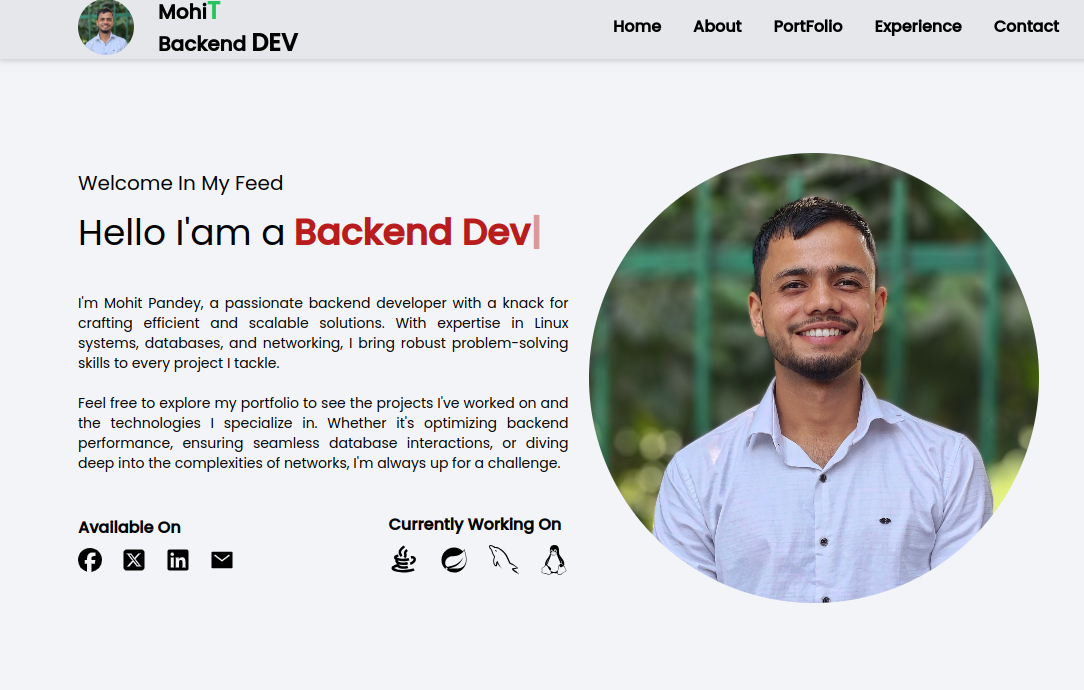 MohiT
Backend DEV
Home About PortFolio Experience Contact
Welcome In My Feed
Hello I'am a Backend Dev|
I'm Mohit Pandey, a passionate backend developer with a knack for
crafting efficient and scalable solutions. With expertise in Linux
systems, databases, and networking, I bring robust problem-solving
skills to every project I tackle.
Feel free to explore my portfolio to see the projects I've worked on and
the technologies I specialize in. Whether it's optimizing backend
performance, ensuring seamless database interactions, or diving
deep into the complexities of networks, I'm always up for a challenge.
Available On
Currently Working On